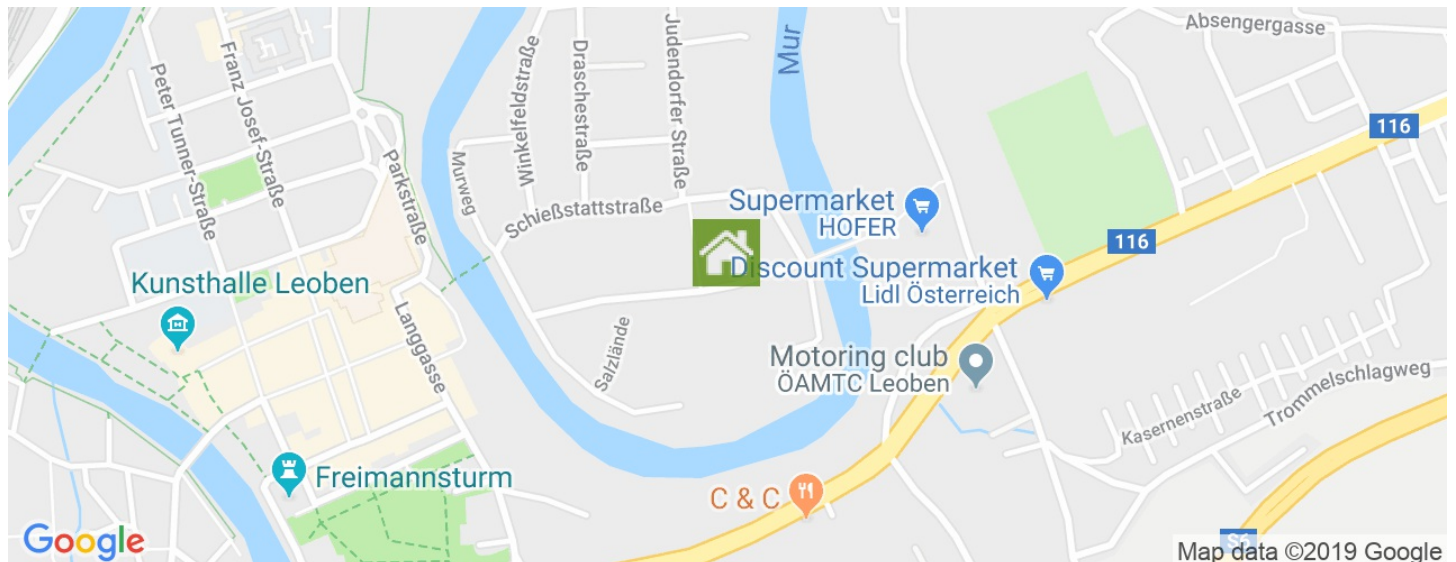 Absengergasse
Mur
Franz Josef-Straße
Peter Tunner-Straße
Winkelfeldstraße
Draschestraße
Judendorfer Straße
116
Parkstraße
Murweg
Schießstattstraße
Supermarket
HOFER
116
Discount Supermarket
Lidl Österreich
Kunsthalle Leoben
Langgasse
Salzlände
Motoring club
ÖAMTC Leoben
Kasernenstraße
Trommelschlagweg
Freimannsturm
C & C
Google
S6
Map data ©2019 Google